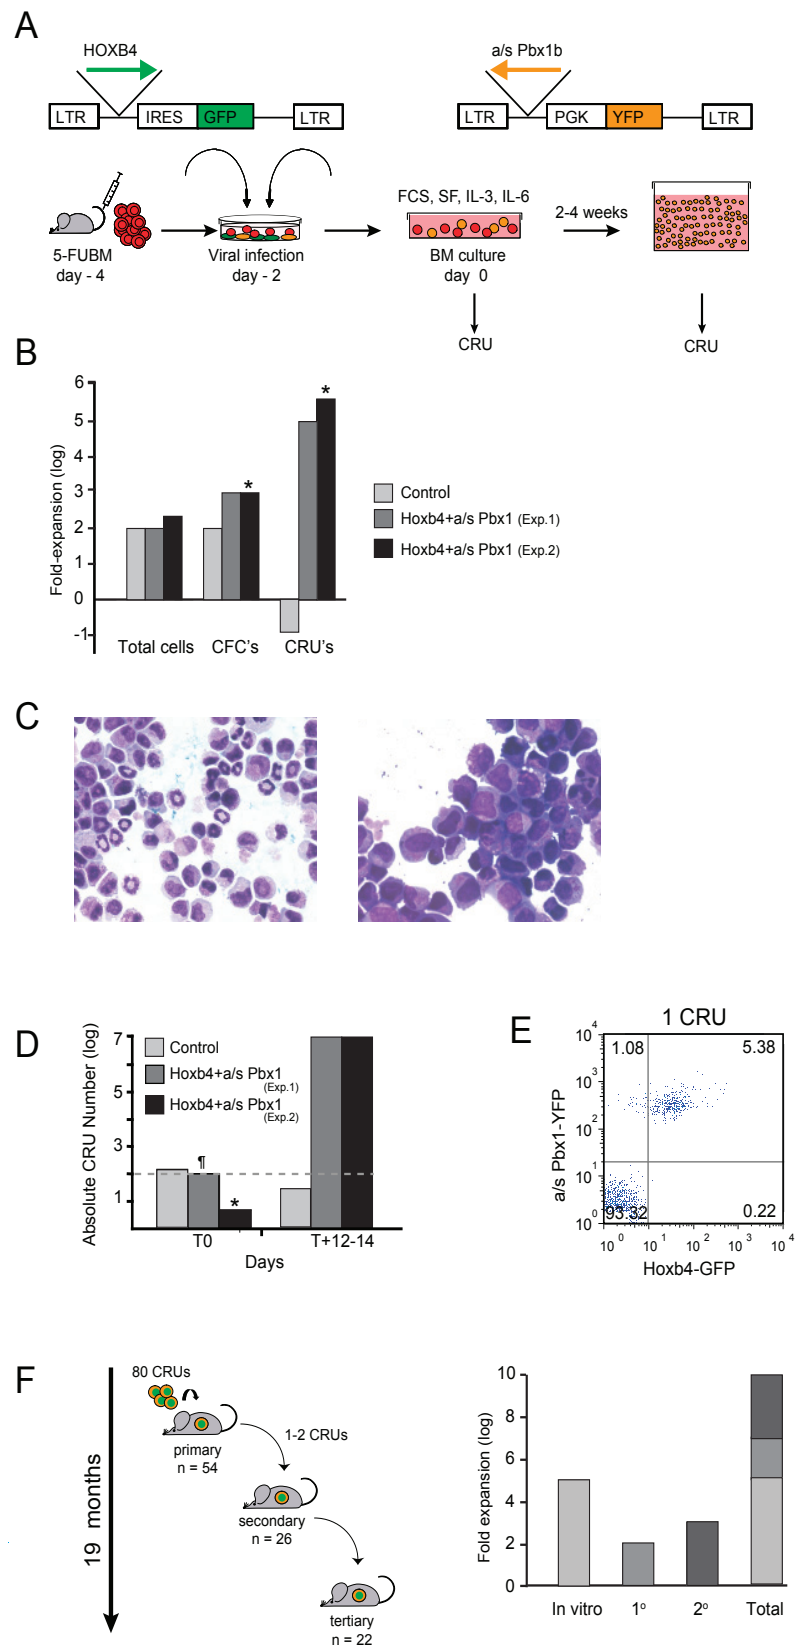 A
HOXB4
a/s Pbx1b
LTR
IRES
GFP
LTR
LTR
PGK
YFP
LTR
FCS, SF, IL-3, IL-6
2-4 weeks
5-FUBM
day - 4
Viral infection
day - 2
BM culture
day 0
CRU
CRU
B
Fold-expansion (log)
6
5
4
3
2
1
0
-1
*
*
Total cells
CFC's
CRU's
Control
Hoxb4+a/s Pbx1 (Exp.1)
Hoxb4+a/s Pbx1 (Exp.2)
C
D
Absolute CRU Number (log)
7
5
3
1
Control
Hoxb4+a/s Pbx1
(Exp.1)
Hoxb4+a/s Pbx1
(Exp.2)
¶
*
T0
T+12-14
Days
E
1 CRU
a/s Pbx1-YFP
10^4
10^3
10^2
10^1
10^0
1.08
5.38
93.32
0.22
10^0
10^1
10^2
10^3
10^4
Hoxb4-GFP
F
19 months
80 CRUs
primary
n = 54
1-2 CRUs
secondary
n = 26
tertiary
n = 22
Fold expansion (log)
10
8
6
4
2
0
In vitro
1°
2°
Total